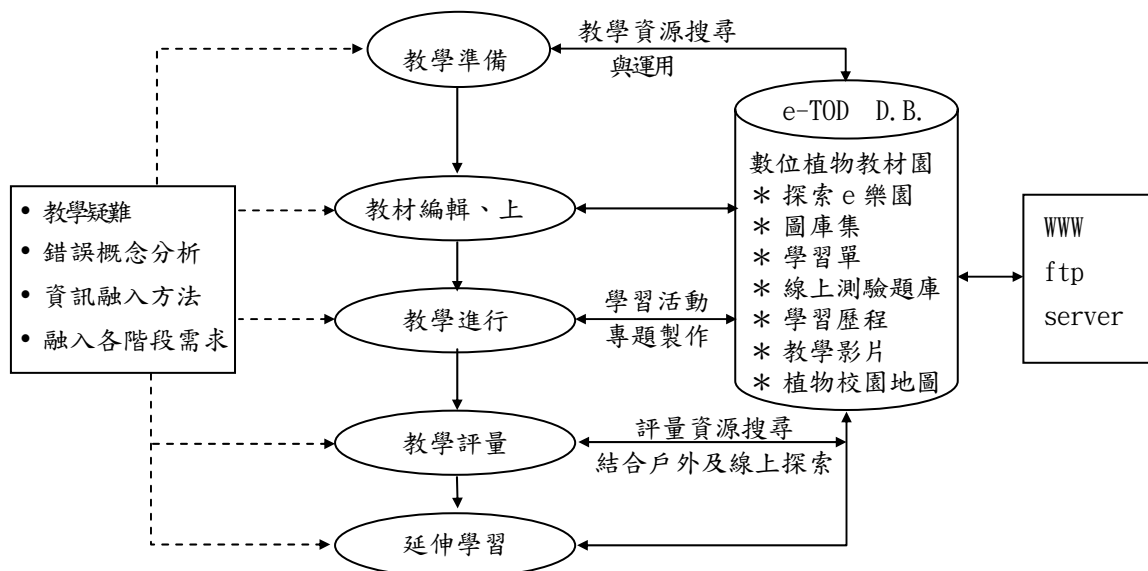 教學準備
教學資源搜尋
與運用
e-TOD D.B.
數位植物教材園
＊ 探索 e 樂園
＊ 圖庫集
＊ 學習單
＊ 線上測驗題庫
＊ 學習歷程
＊ 教學影片
＊ 植物校園地圖
• 教學疑難
• 錯誤概念分析
• 資訊融入方法
• 融入各階段需求
教材編輯、上
WWW
ftp
server
教學進行
學習活動
專題製作
教學評量
評量資源搜尋
結合戶外及線上探索
延伸學習